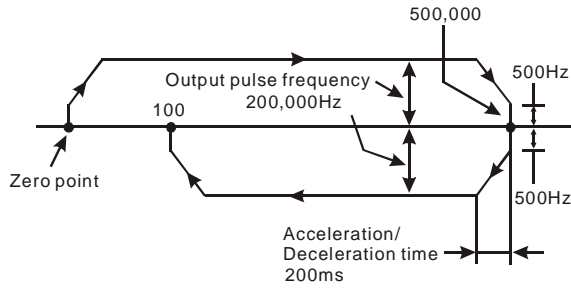 500,000
Output pulse frequency
200,000Hz
500Hz
100
Zero point
500Hz
Acceleration/
Deceleration time
200ms